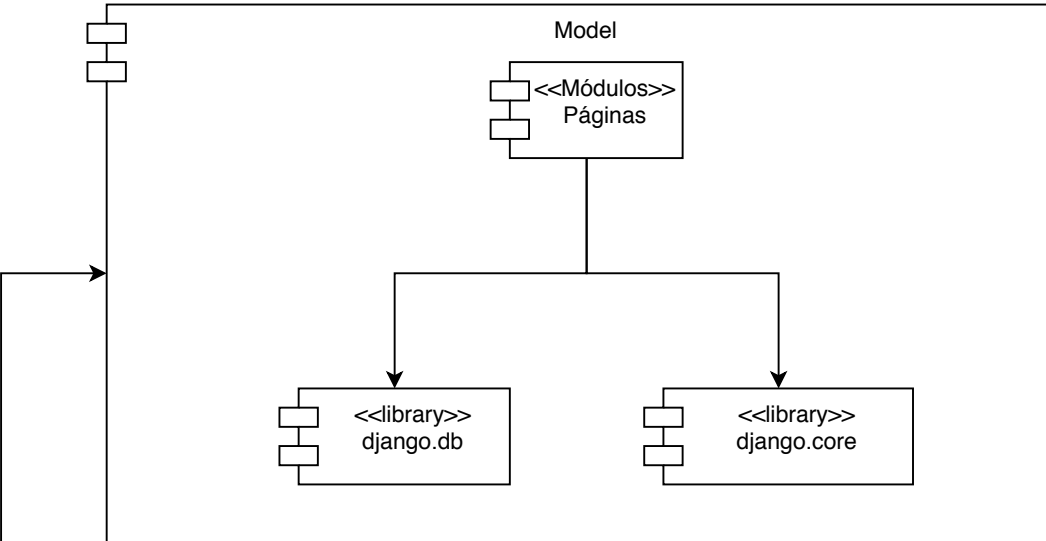 Model
<<Módulos>>
Páginas
<<library>>
django.db
<<library>>
django.core